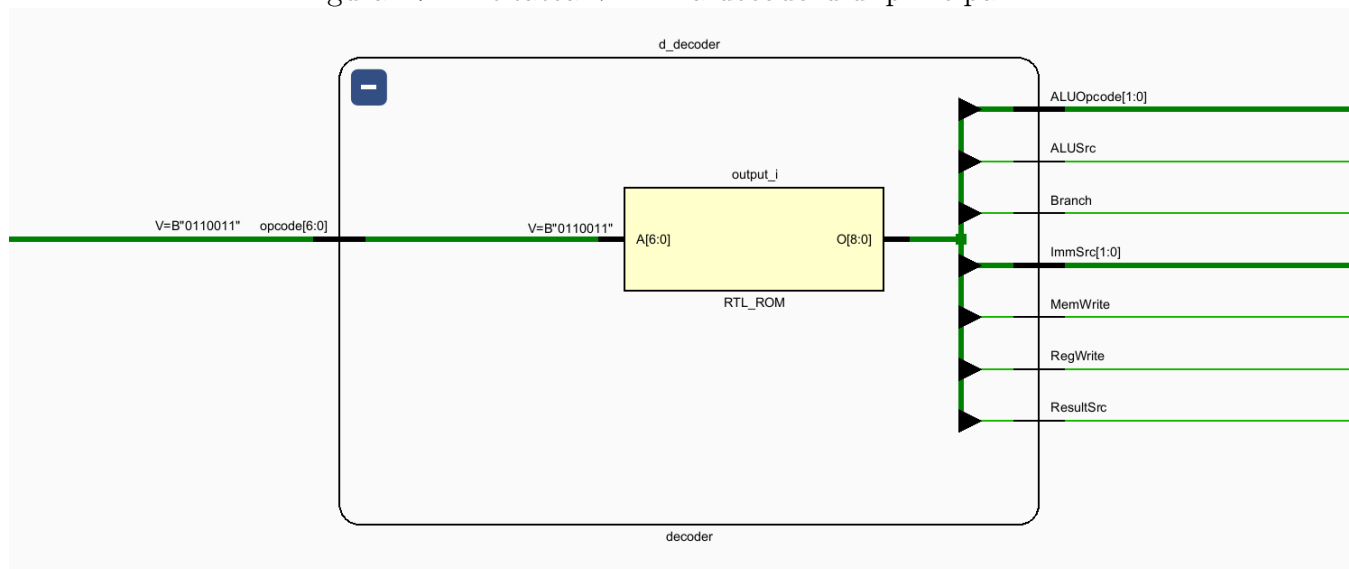 d_decoder
ALUOpcode[1:0]
ALUSrc
output_i
Branch
V=B"0110011" opcode[6:0] V=B"0110011" A[6:0] O[8:0]
ImmSrc[1:0]
RTL_ROM
MemWrite
RegWrite
ResultSrc
decoder